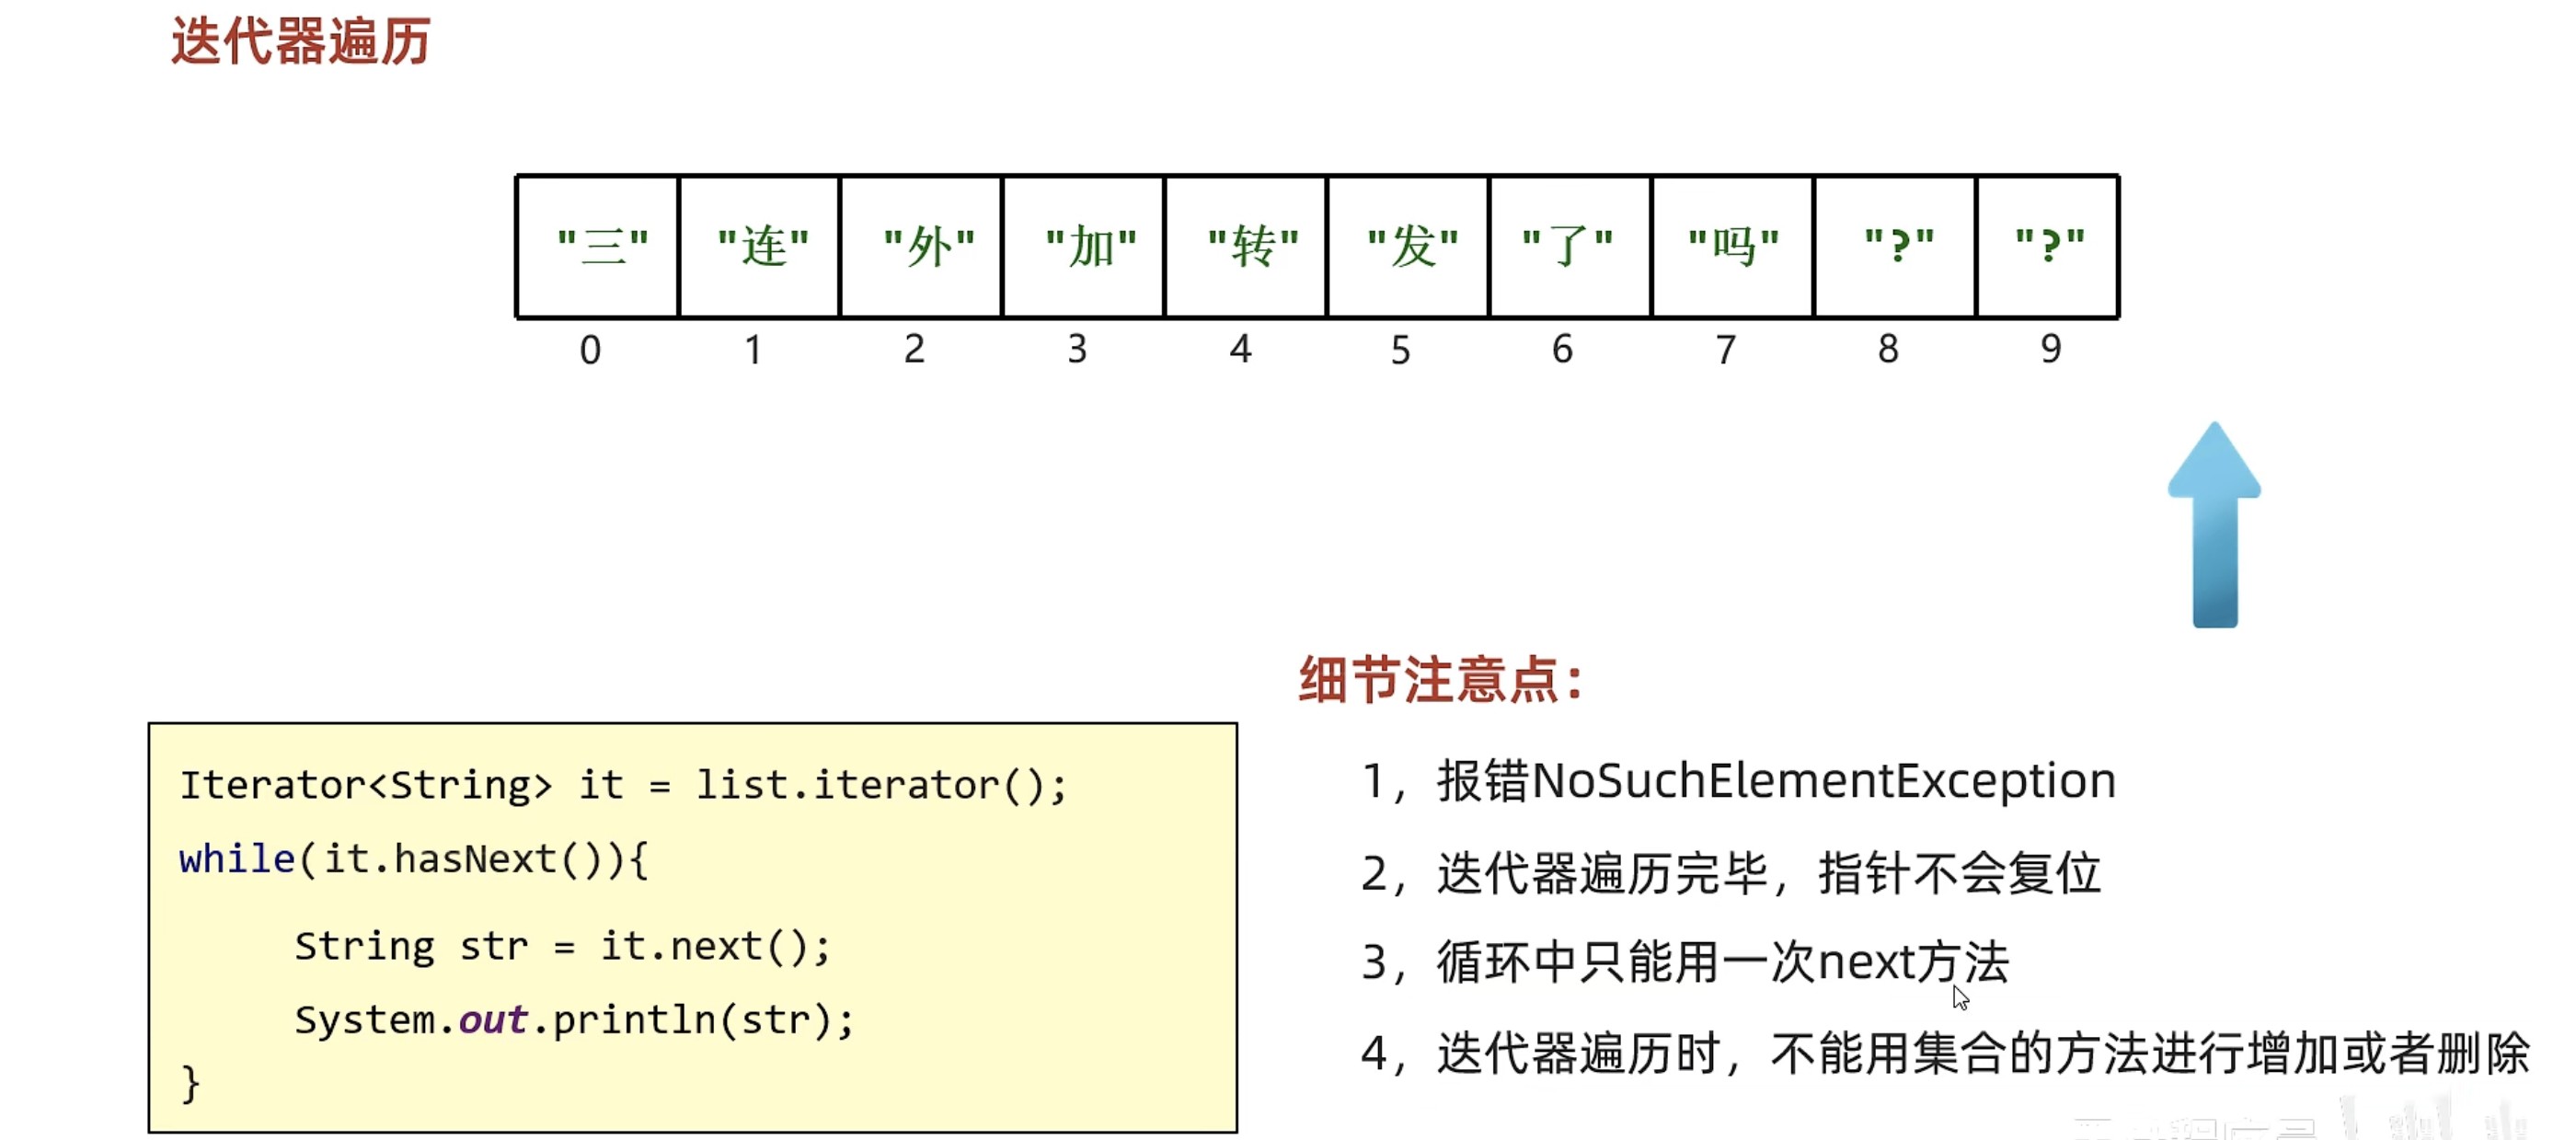 迭代器遍历
"三" "连" "外" "加" "转" "发" "了" "吗" "?" "?"
0 1 2 3 4 5 6 7 8 9
Iterator<String> it = list.iterator();
while(it.hasNext()){
String str = it.next();
System.out.println(str);
}
细节注意点：
1，报错NoSuchElementException
2，迭代器遍历完毕，指针不会复位
3，循环中只能用一次next方法
4，迭代器遍历时，不能用集合的方法进行增加或者删除